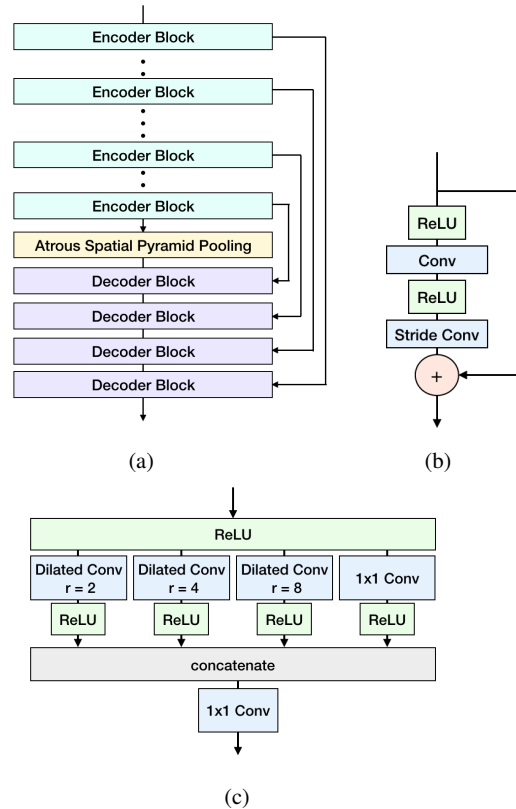 Encoder Block
Encoder Block
Encoder Block
Encoder Block
Atrous Spatial Pyramid Pooling
Decoder Block
Decoder Block
Decoder Block
Decoder Block
(a)
ReLU
Conv
ReLU
Stride Conv
+
(b)
ReLU
Dilated Conv
r = 2
Dilated Conv
r = 4
Dilated Conv
r = 8
1x1 Conv
ReLU
ReLU
ReLU
ReLU
concatenate
1x1 Conv
(c)